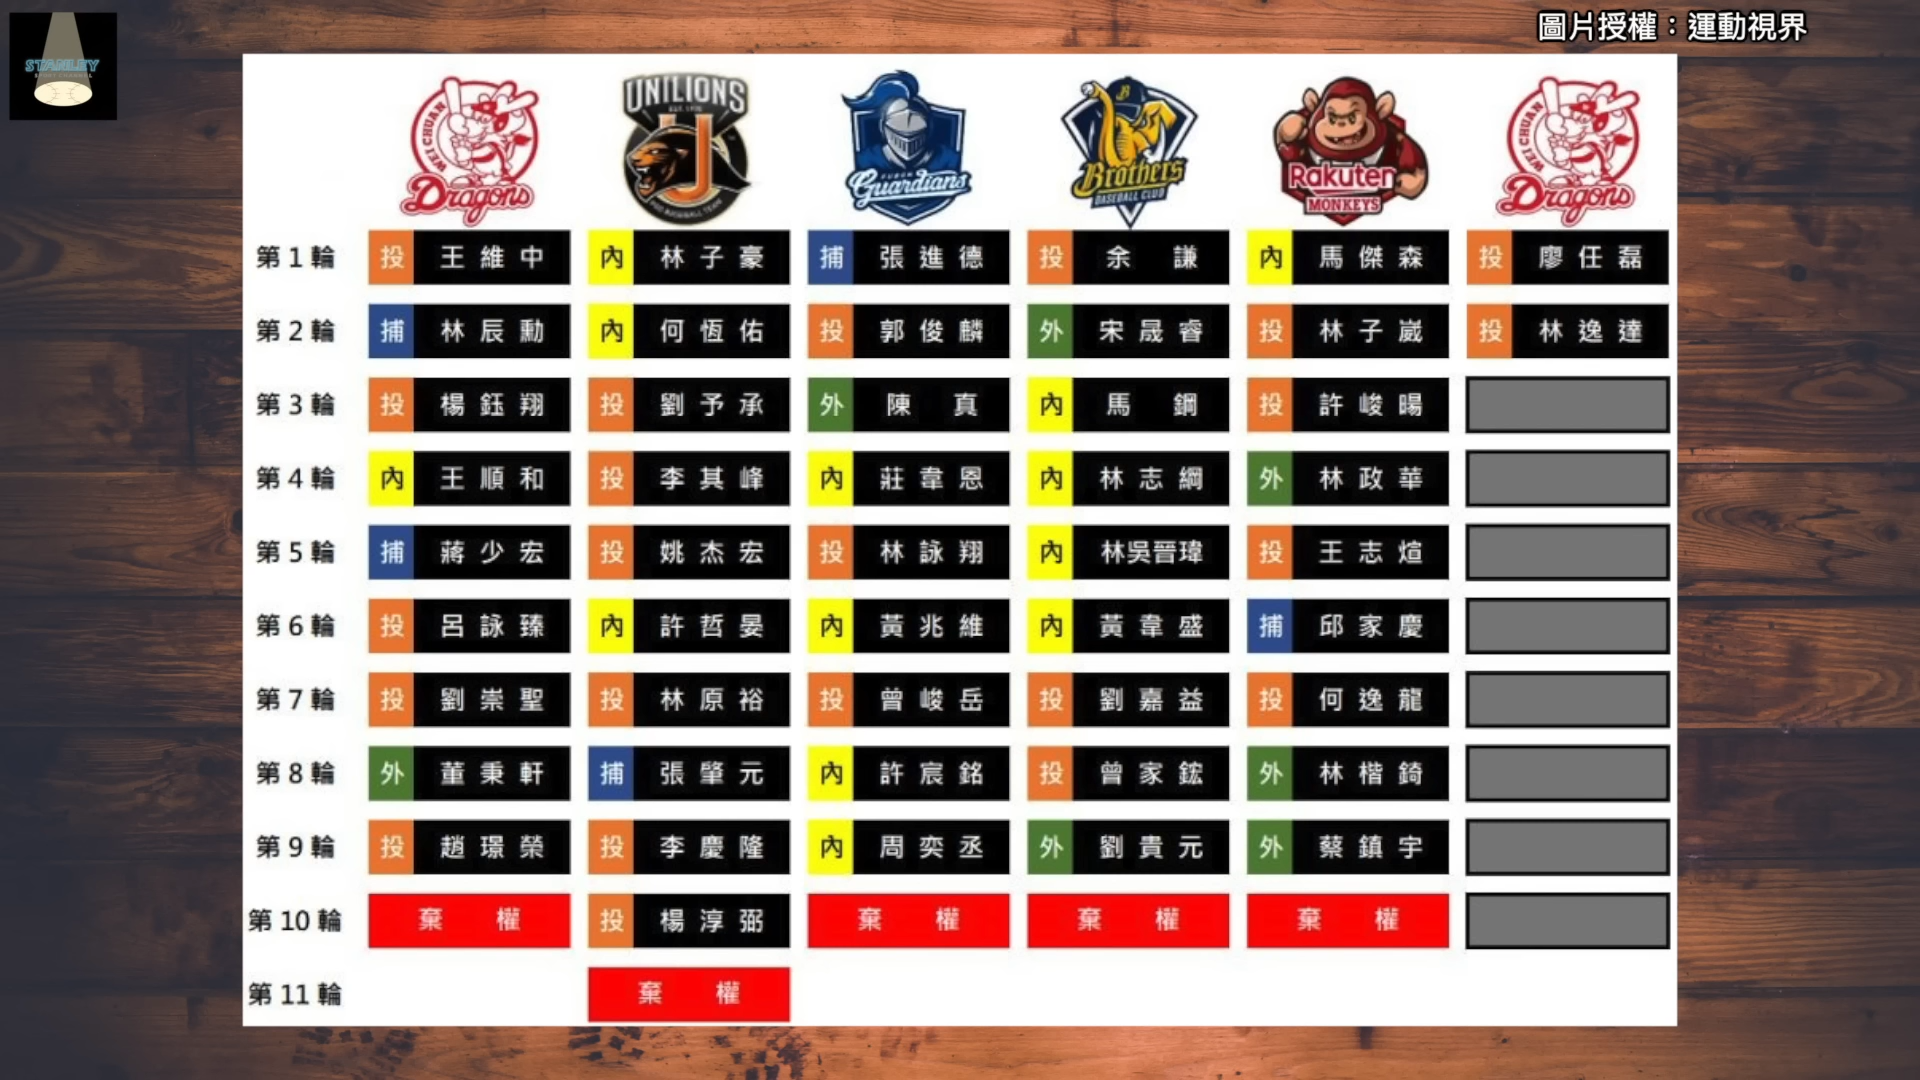 圖片授權：運動視界
STANLEY
WEI CHUAN Dragons
UNILIONS
FUBON Guardians
Brothers BASEBALL CLUB
Rakuten MONKEYS
WEI CHUAN Dragons
第 1 輪 投 王維中 內 林子豪 捕 張進德 投 余謙 內 馬傑森 投 廖任磊
第 2 輪 捕 林辰勳 內 何恆佑 投 郭俊麟 外 宋晟睿 投 林子崴 投 林逸達
第 3 輪 投 楊鈺翔 投 劉予承 外 陳真 內 馬鋼 投 許峻暘
第 4 輪 內 王順和 投 李其峰 內 莊韋恩 內 林志綱 外 林政華
第 5 輪 捕 蔣少宏 投 姚杰宏 投 林詠翔 內 林吳晉瑋 投 王志煊
第 6 輪 投 呂詠臻 內 許哲晏 內 黃兆維 內 黃韋盛 捕 邱家慶
第 7 輪 投 劉崇聖 投 林原裕 投 曾峻岳 投 劉嘉益 投 何逸龍
第 8 輪 外 董秉軒 捕 張肇元 內 許宸銘 投 曾家鋐 外 林楷錡
第 9 輪 投 趙璟榮 投 李慶隆 內 周奕丞 外 劉貴元 外 蔡鎮宇
第 10 輪 棄權 投 楊淳弼 棄權 棄權 棄權
第 11 輪 棄權